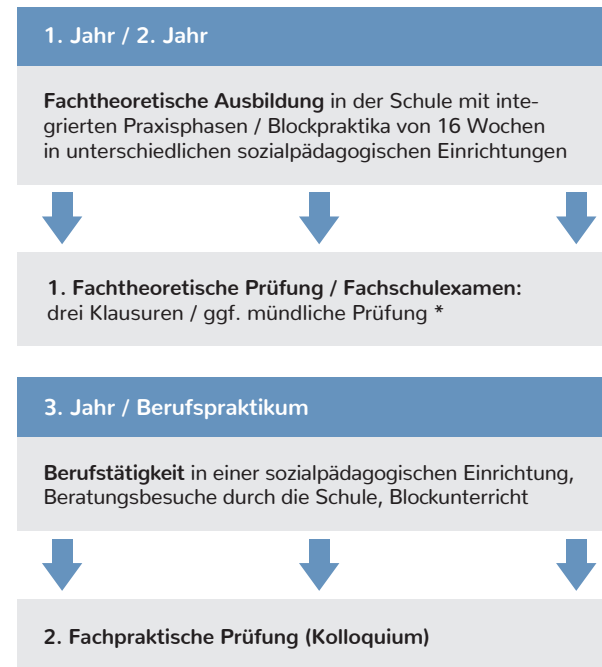 1. Jahr / 2. Jahr
Fachtheoretische Ausbildung in der Schule mit inte-
grierten Praxisphasen / Blockpraktika von 16 Wochen
in unterschiedlichen sozialpädagogischen Einrichtungen
1. Fachtheoretische Prüfung / Fachschulexamen:
drei Klausuren / ggf. mündliche Prüfung *
3. Jahr / Berufspraktikum
Berufstätigkeit in einer sozialpädagogischen Einrichtung,
Beratungsbesuche durch die Schule, Blockunterricht
2. Fachpraktische Prüfung (Kolloquium)